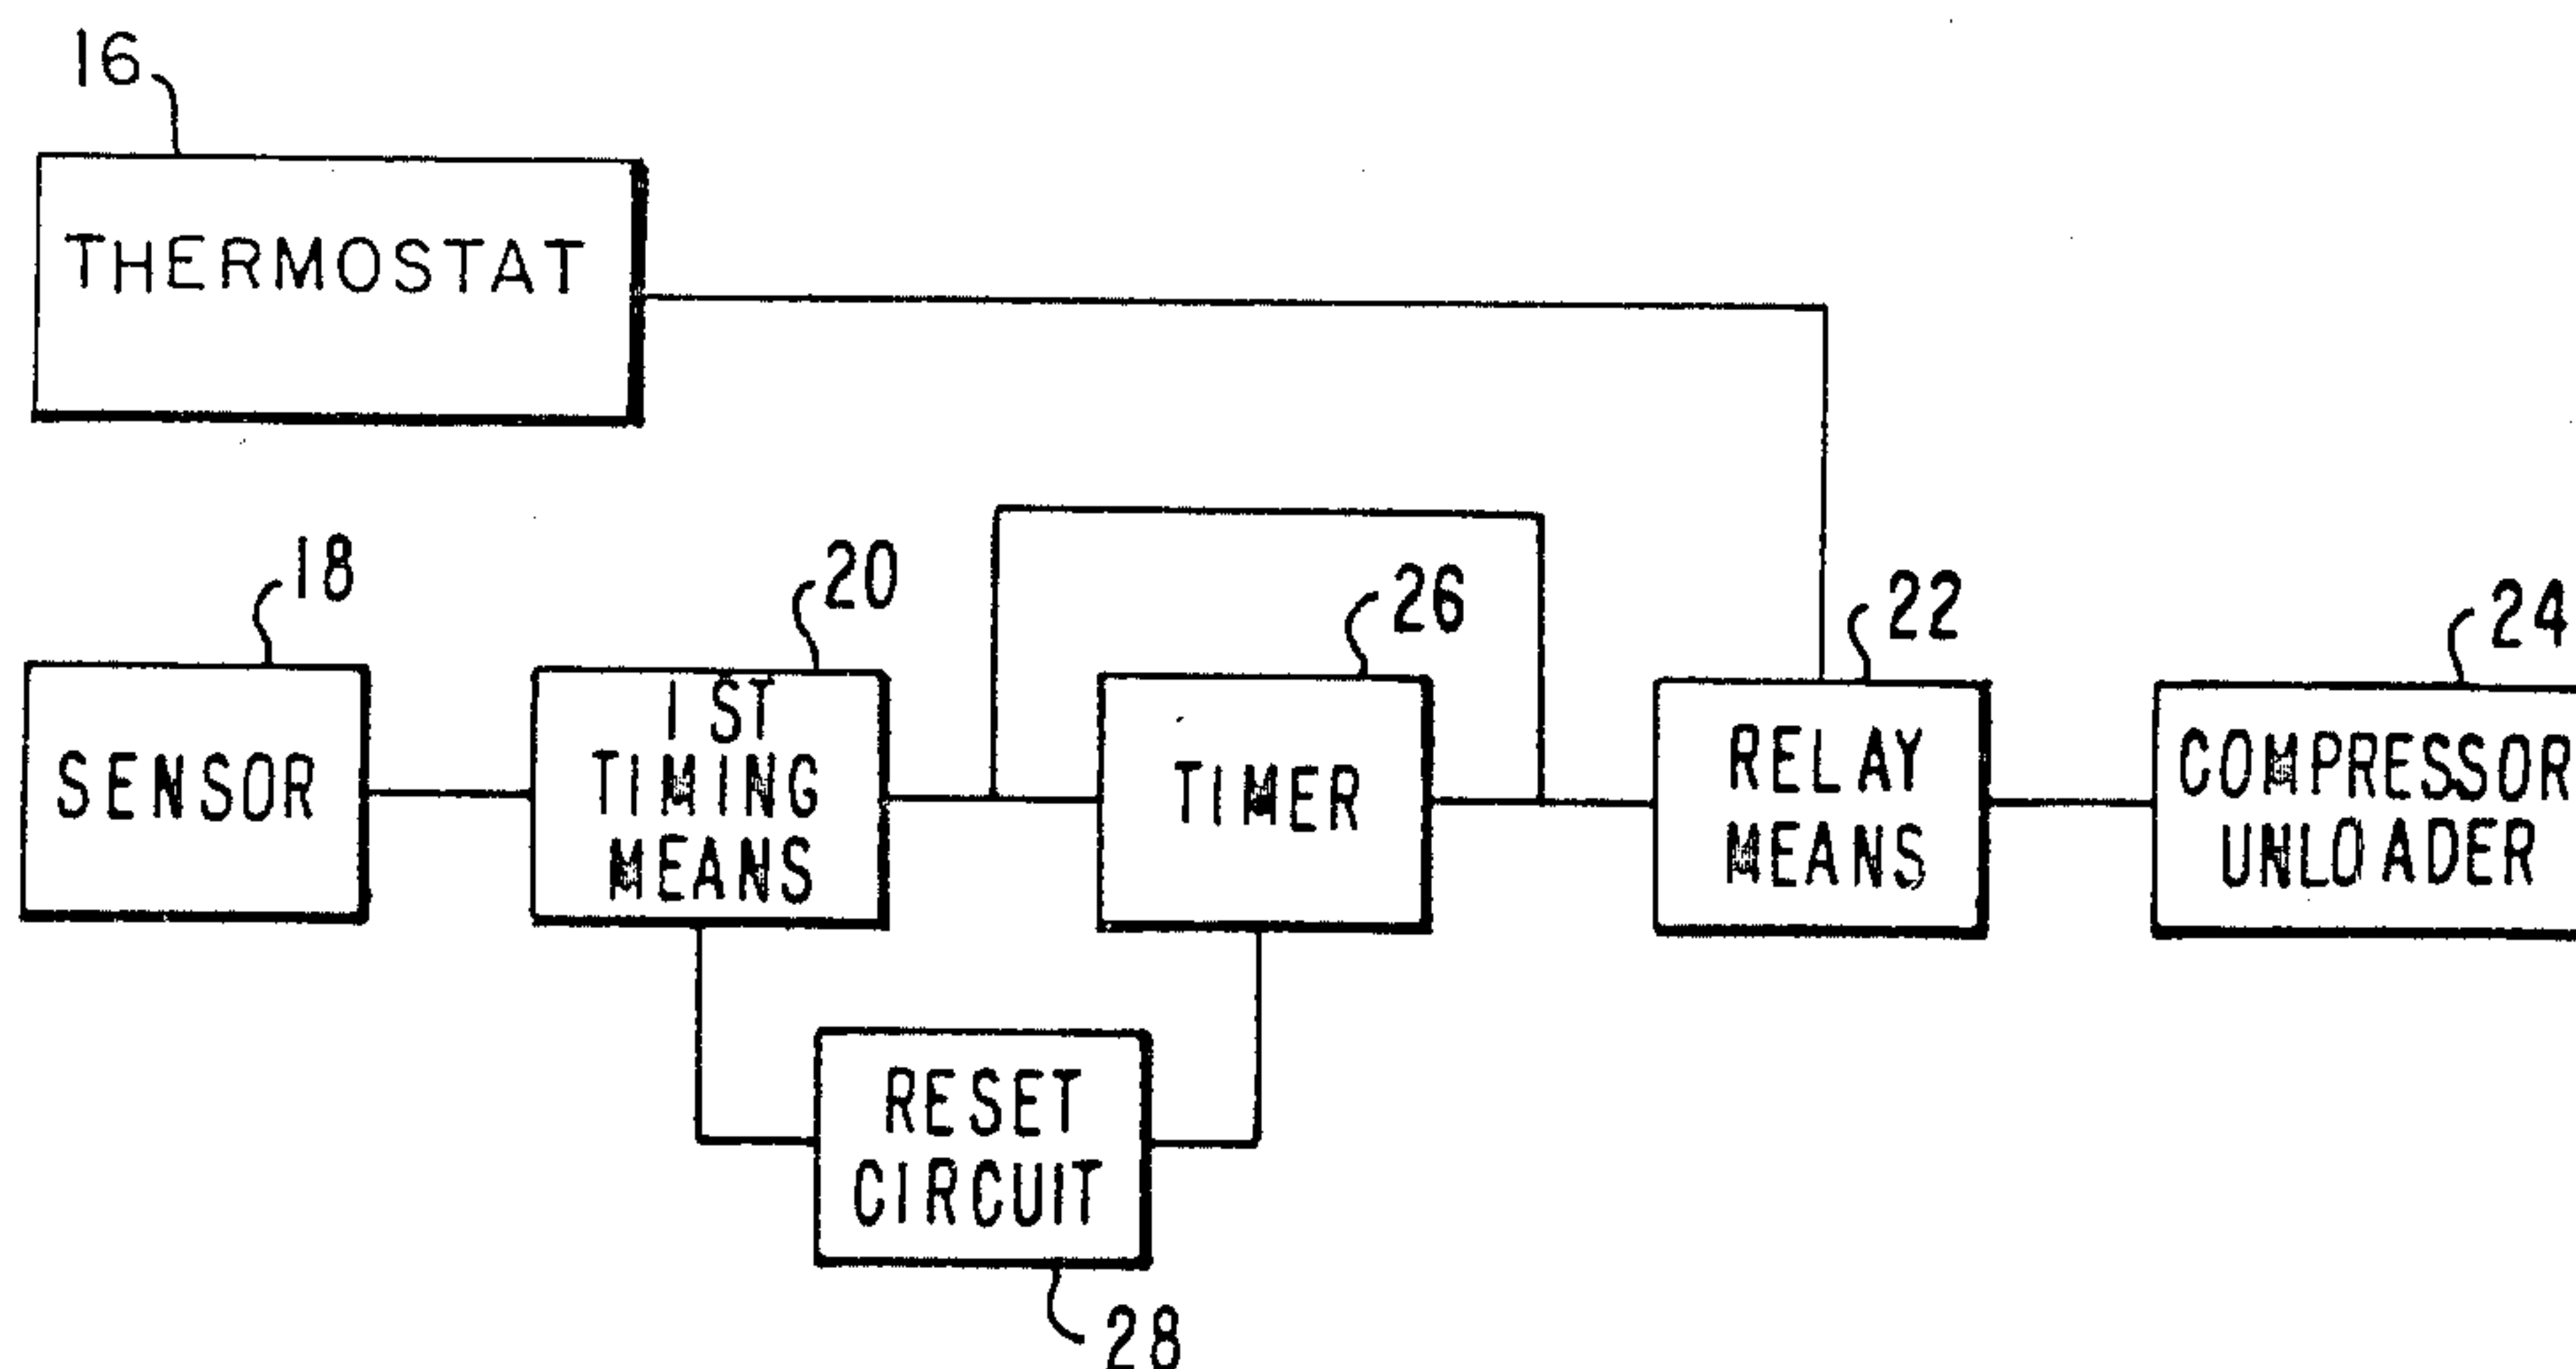 16
THERMOSTAT
18
20
26
22
24
SENSOR
1 ST
TIMING
MEANS
TIMER
RELAY
MEANS
COMPRESSOR
UNLOADER
RESET
CIRCUIT
28